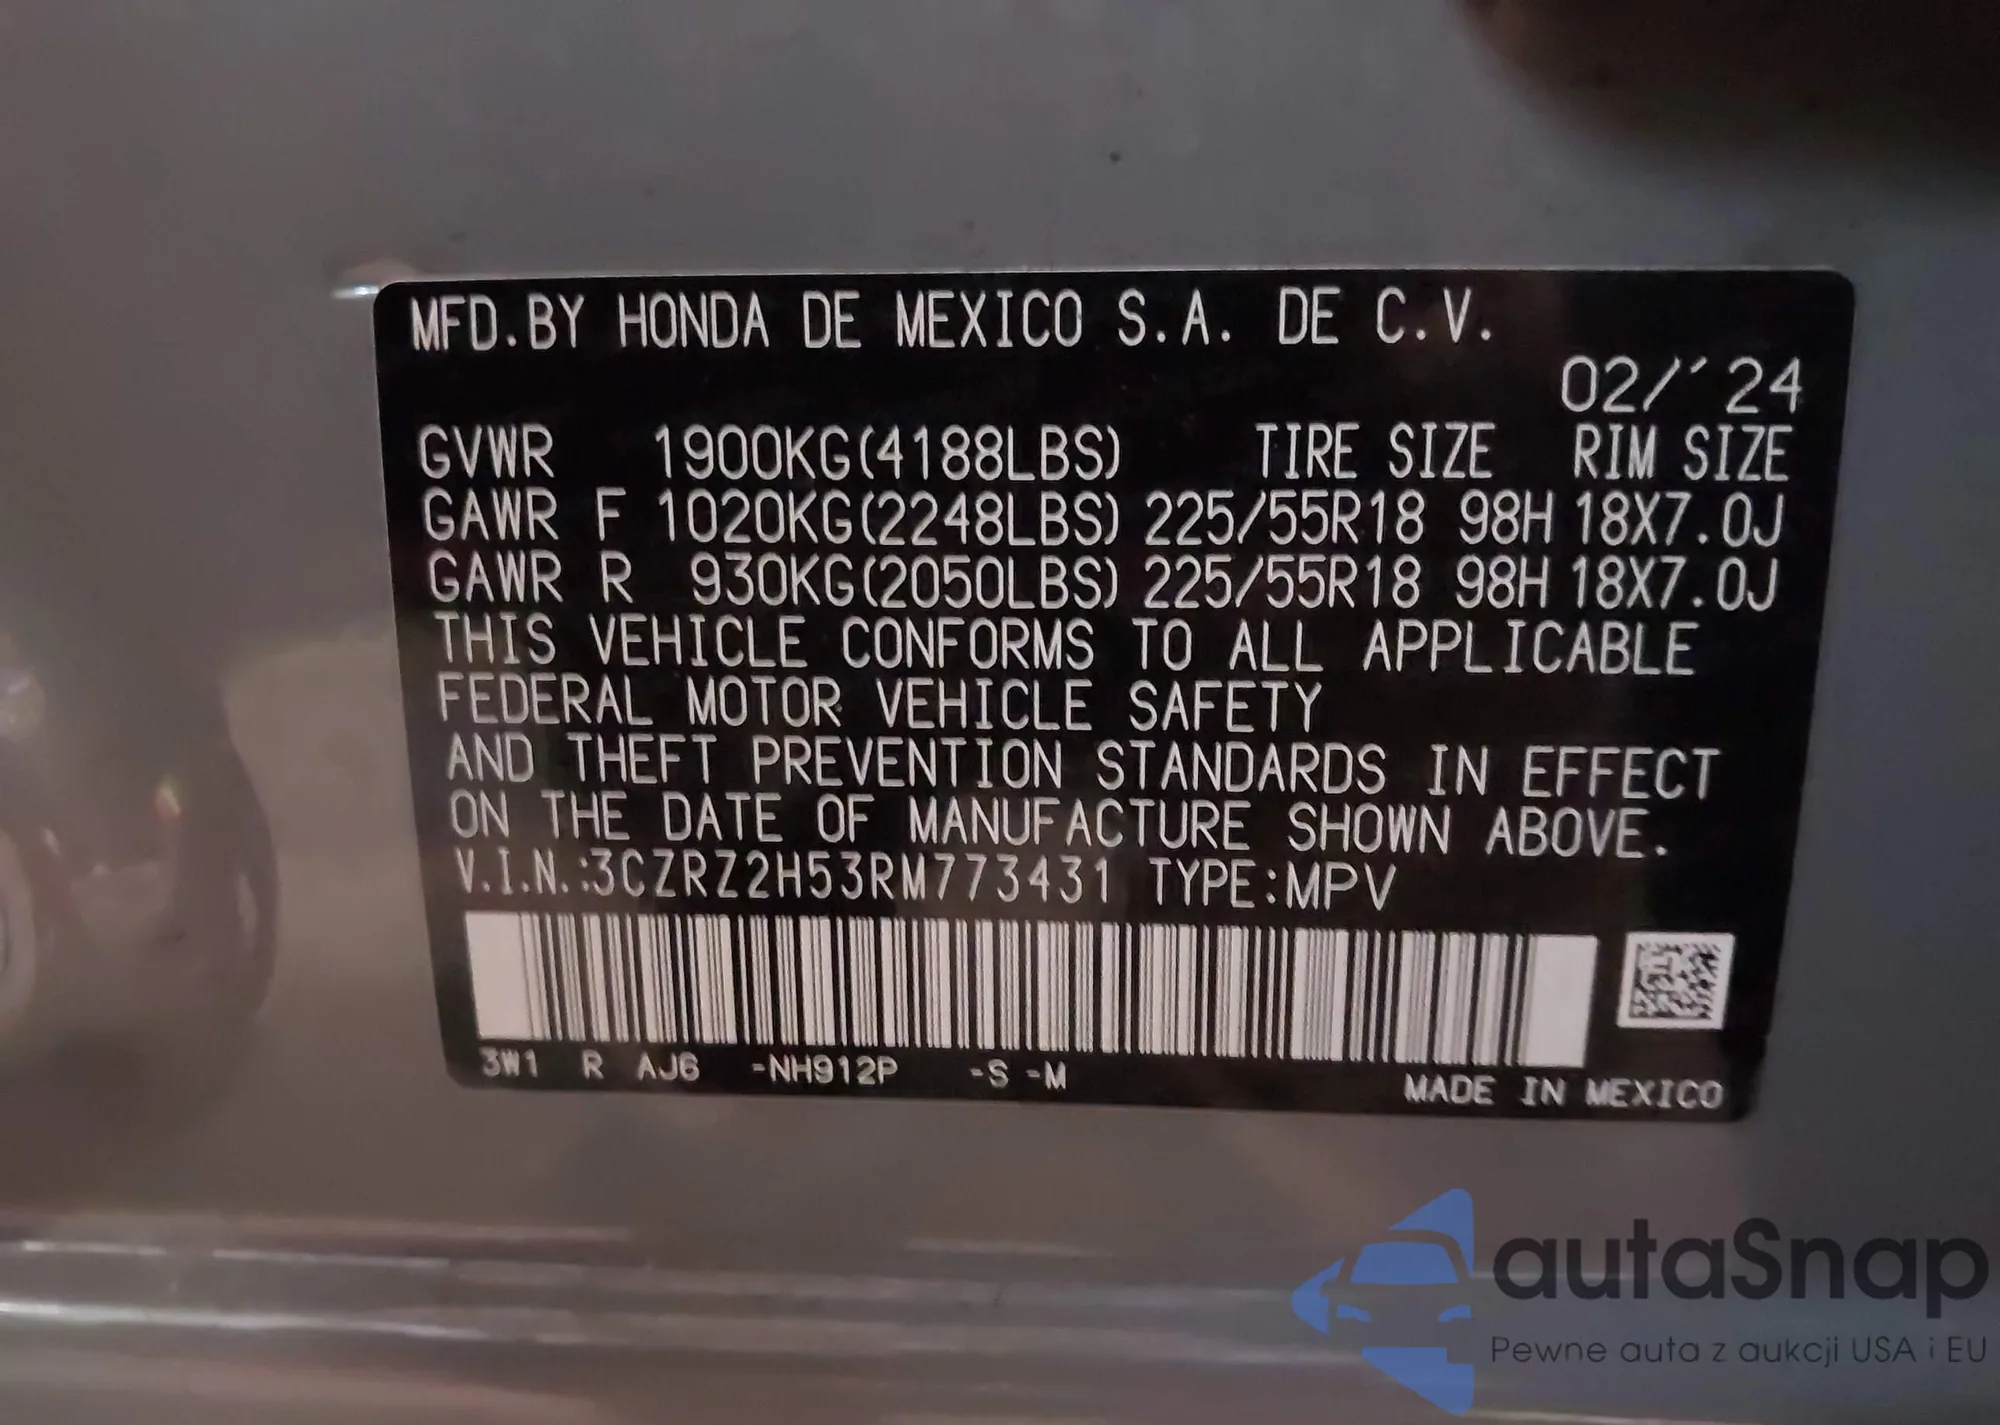 MFD.BY HONDA DE MEXICO S.A. DE C.V.
02/'24
GVWR 1900KG(4188LBS) TIRE SIZE RIM SIZE
GAWR F 1020KG(2248LBS) 225/55R18 98H 18X7.0J
GAWR R 930KG(2050LBS) 225/55R18 98H 18X7.0J
THIS VEHICLE CONFORMS TO ALL APPLICABLE
FEDERAL MOTOR VEHICLE SAFETY
AND THEFT PREVENTION STANDARDS IN EFFECT
ON THE DATE OF MANUFACTURE SHOWN ABOVE.
V.I.N.:3CZRZ2H53RM773431 TYPE:MPV
3W1 R AJ6 -NH912P -S -M
MADE IN MEXICO
autaSnap
Pewne auta z aukcji USA i EU